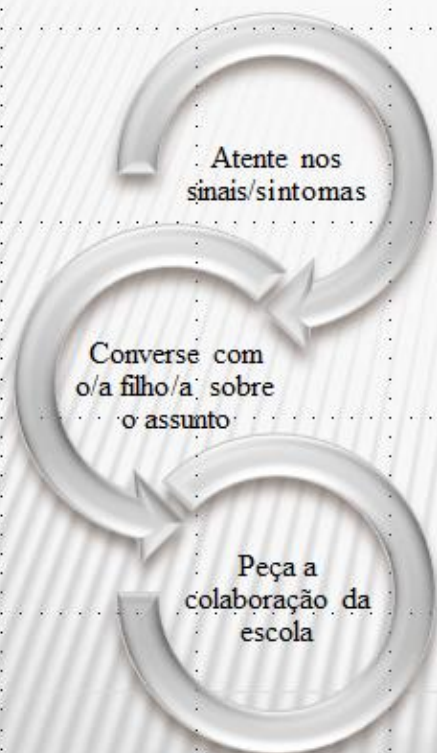 Atente nos
sinais/sintomas
Converse com
o/a filho/a sobre
o assunto
Peça a
colaboração da
escola